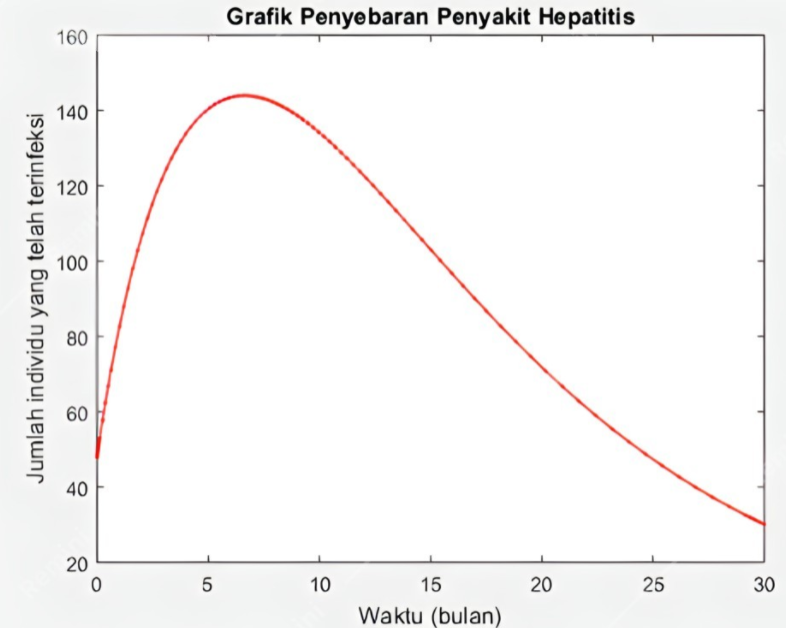 Grafik Penyebaran Penyakit Hepatitis
160
140
120
100
80
60
40
20
Jumlah individu yang telah terinfeksi
0 5 10 15 20 25 30
Waktu (bulan)